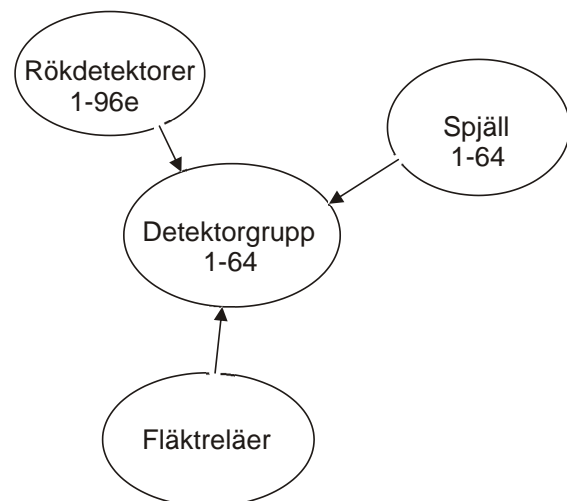 Rökdetektorer
1-96e
Spjäll
1-64
Detektorgrupp
1-64
Fläktreläer